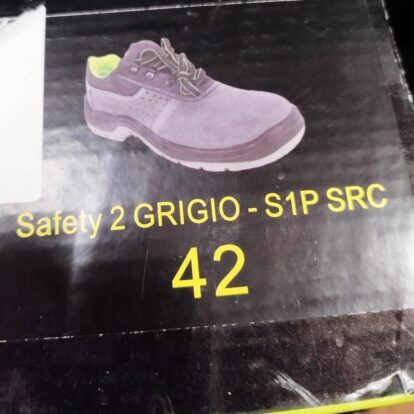 Safety 2 GRIGIO - S1P SRC
42